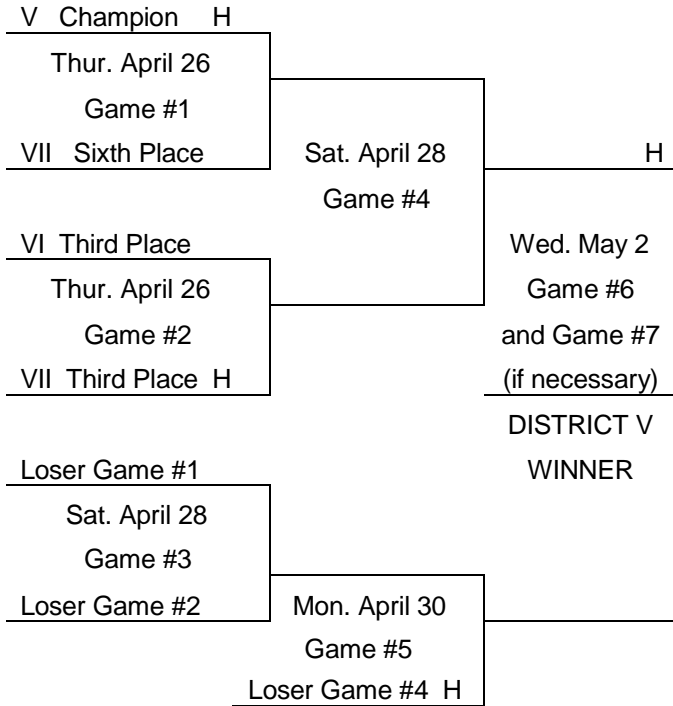 V Champion H
Thur. April 26
Game #1
VII Sixth Place
Sat. April 28
Game #4
H
VI Third Place
Thur. April 26
Game #2
VII Third Place H
Wed. May 2
Game #6
and Game #7
(if necessary)
DISTRICT V
WINNER
Loser Game #1
Sat. April 28
Game #3
Loser Game #2
Mon. April 30
Game #5
Loser Game #4 H